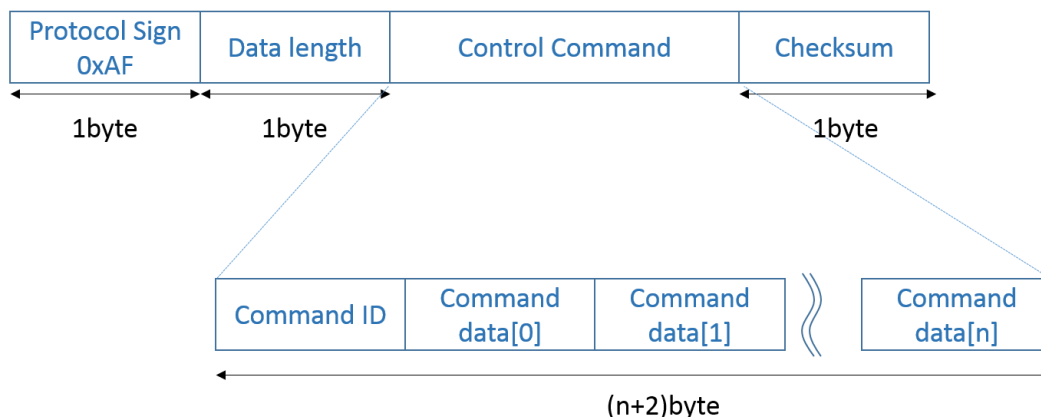 Protocol Sign
0xAF
Data length
Control Command
Checksum
1byte
1byte
1byte
Command ID
Command
data[0]
Command
data[1]
Command
data[n]
(n+2)byte